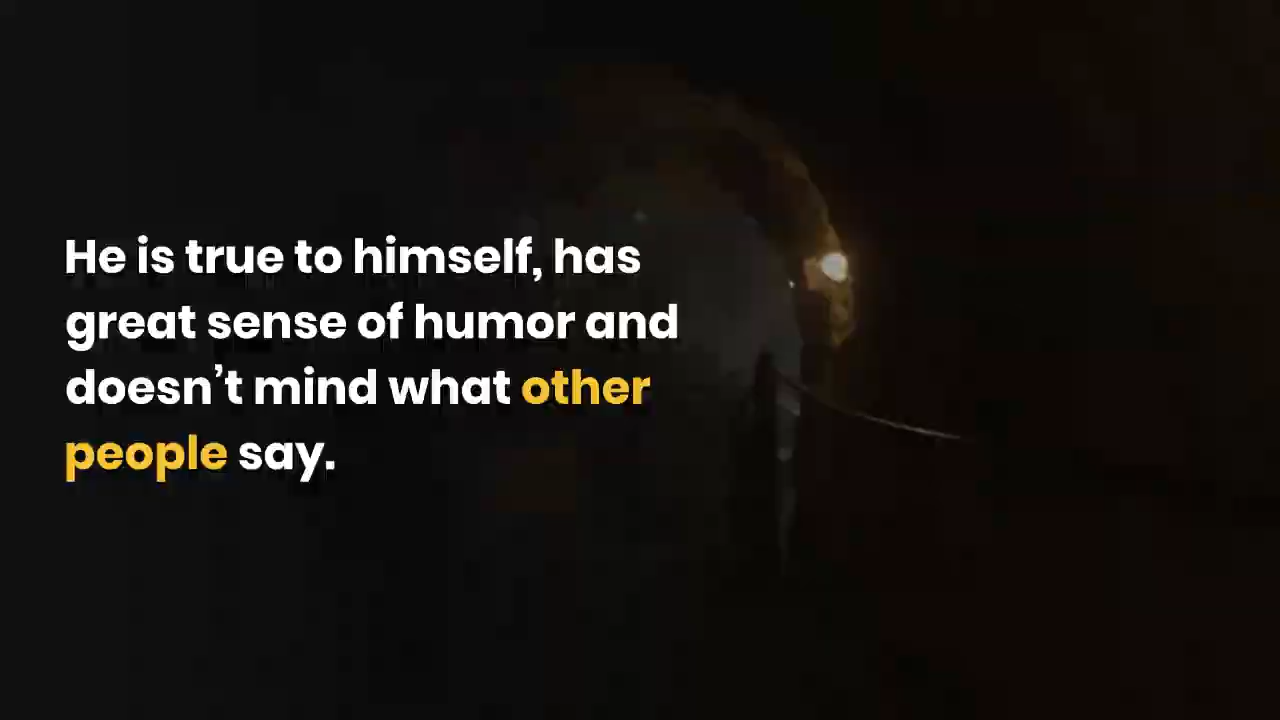 He is true to himself, has
great sense of humor and
doesn’t mind what other
people say.